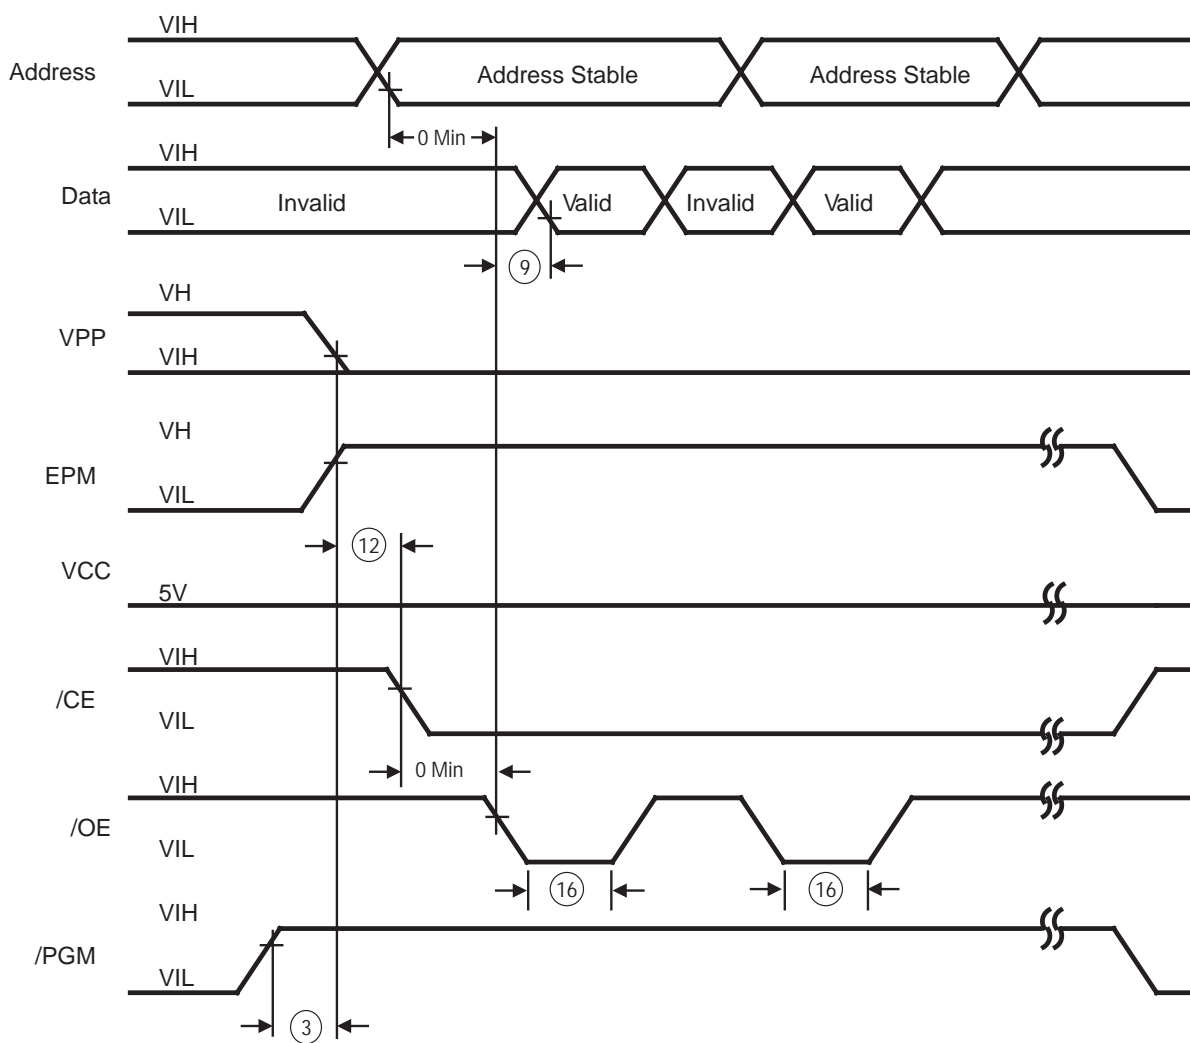 VIH
Address
VIL
Address Stable
Address Stable
0 Min
VIH
Data
VIL
Invalid
Valid
Invalid
Valid
9
VH
VPP
VIH
VH
EPM
VIL
12
VCC
5V
VIH
/CE
VIL
0 Min
VIH
/OE
VIL
16
16
VIH
/PGM
VIL
3